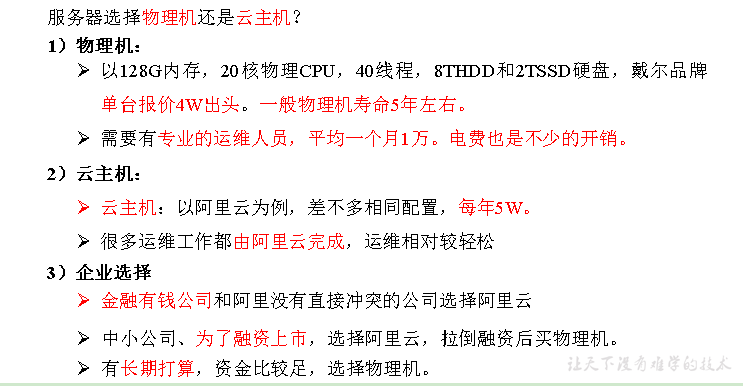 服务器选择物理机还是云主机？
1）物理机：
➢ 以128G内存，20核物理CPU，40线程，8THDD和2TSSD硬盘，戴尔品牌
单台报价4W出头。一般物理机寿命5年左右。
➢ 需要有专业的运维人员，平均一个月1万。电费也是不少的开销。
2）云主机：
➢ 云主机：以阿里云为例，差不多相同配置，每年5W。
➢ 很多运维工作都由阿里云完成，运维相对较轻松
3）企业选择
➢ 金融有钱公司和阿里没有直接冲突的公司选择阿里云
➢ 中小公司、为了融资上市，选择阿里云，拉倒融资后买物理机。
➢ 有长期打算，资金比较足，选择物理机。
让天下没有难学的技术